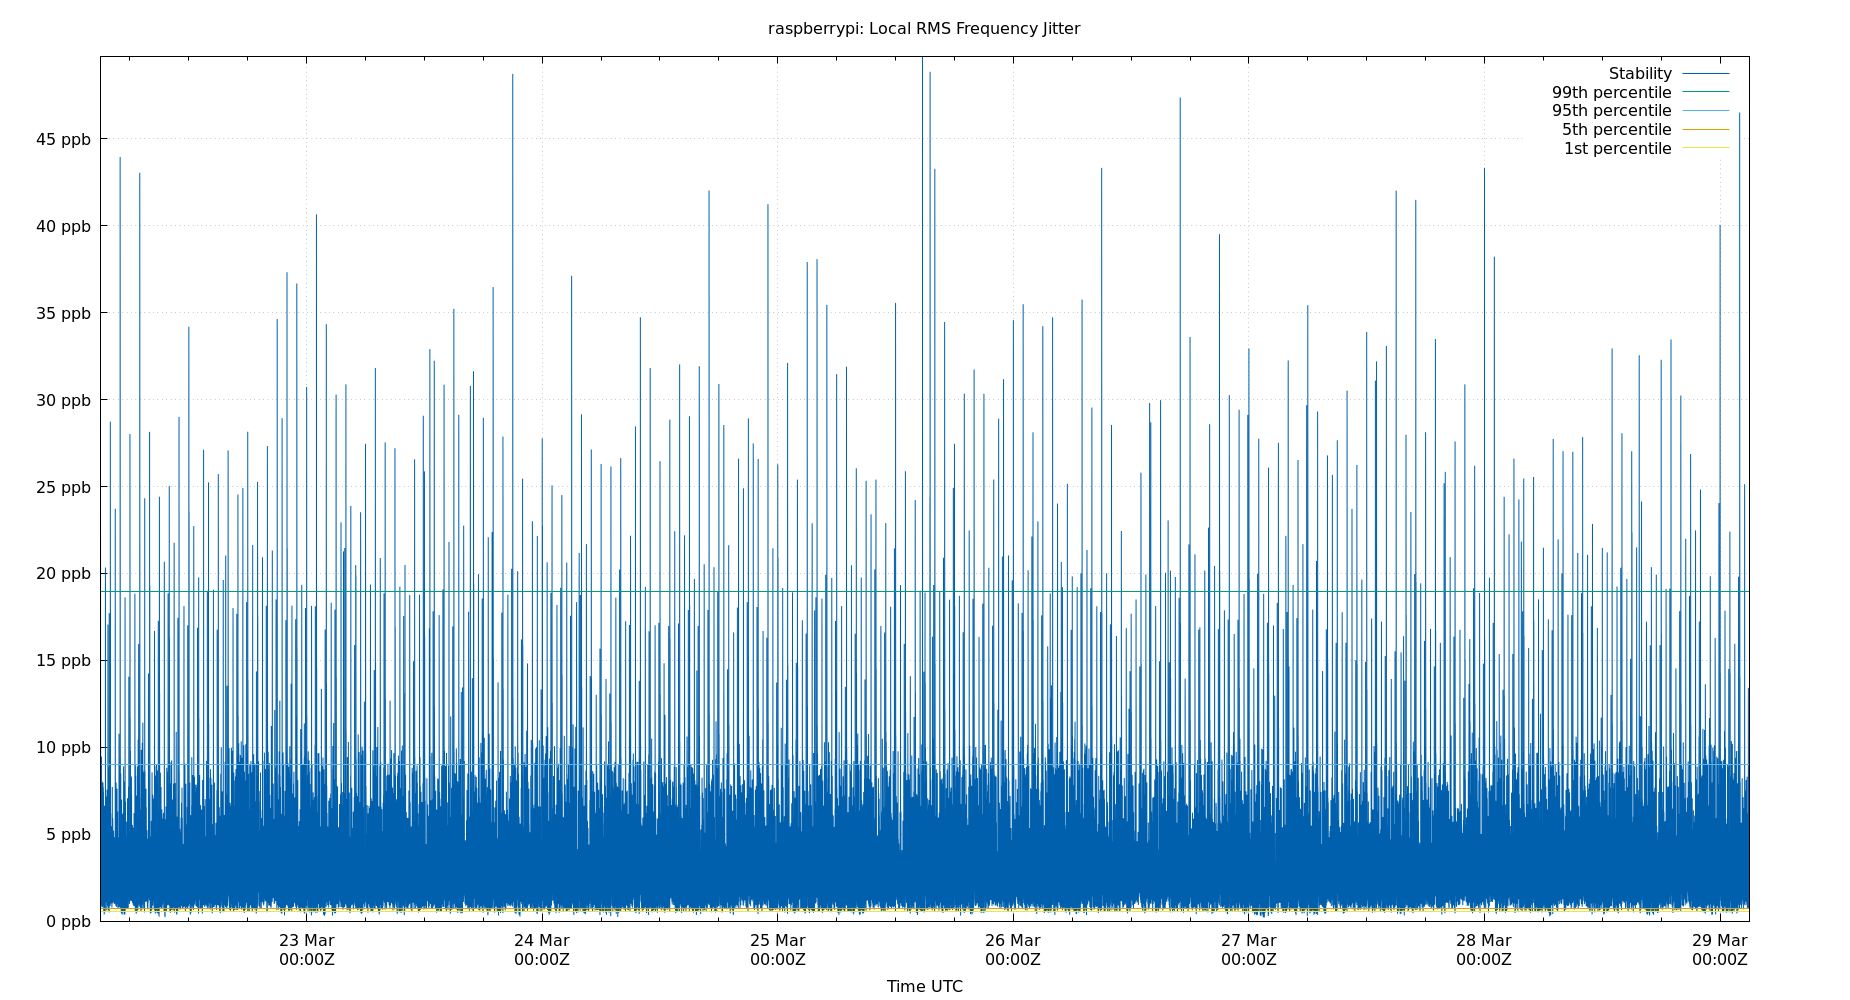 raspberrypi: Local RMS Frequency Jitter
Stability
99th percentile
95th percentile
5th percentile
1st percentile
45 ppb
40 ppb
35 ppb
30 ppb
25 ppb
20 ppb
15 ppb
10 ppb
5 ppb
0 ppb
23 Mar 24 Mar 25 Mar 26 Mar 27 Mar 28 Mar 29 Mar
00:00Z 00:00Z 00:00Z 00:00Z 00:00Z 00:00Z 00:00Z
Time UTC